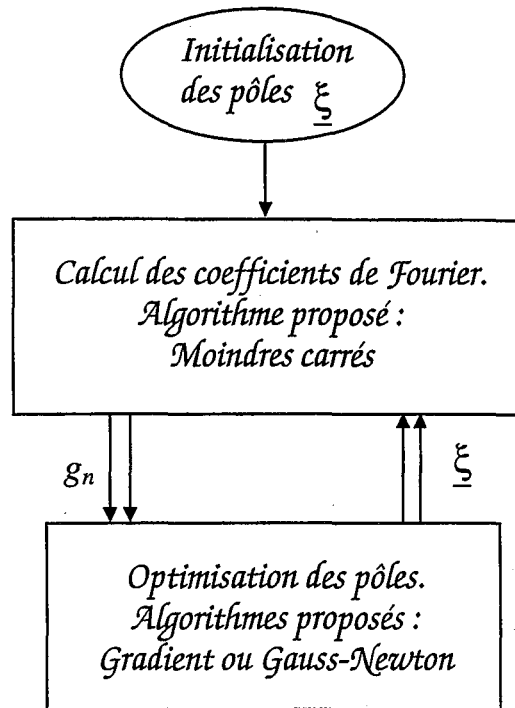 Initialisation
des pôles ξ
Calcul des coefficients de Fourier.
Algorithme proposé :
Moindres carrés
gn
ξ
Optimisation des pôles.
Algorithmes proposés :
Gradient ou Gauss-Newton